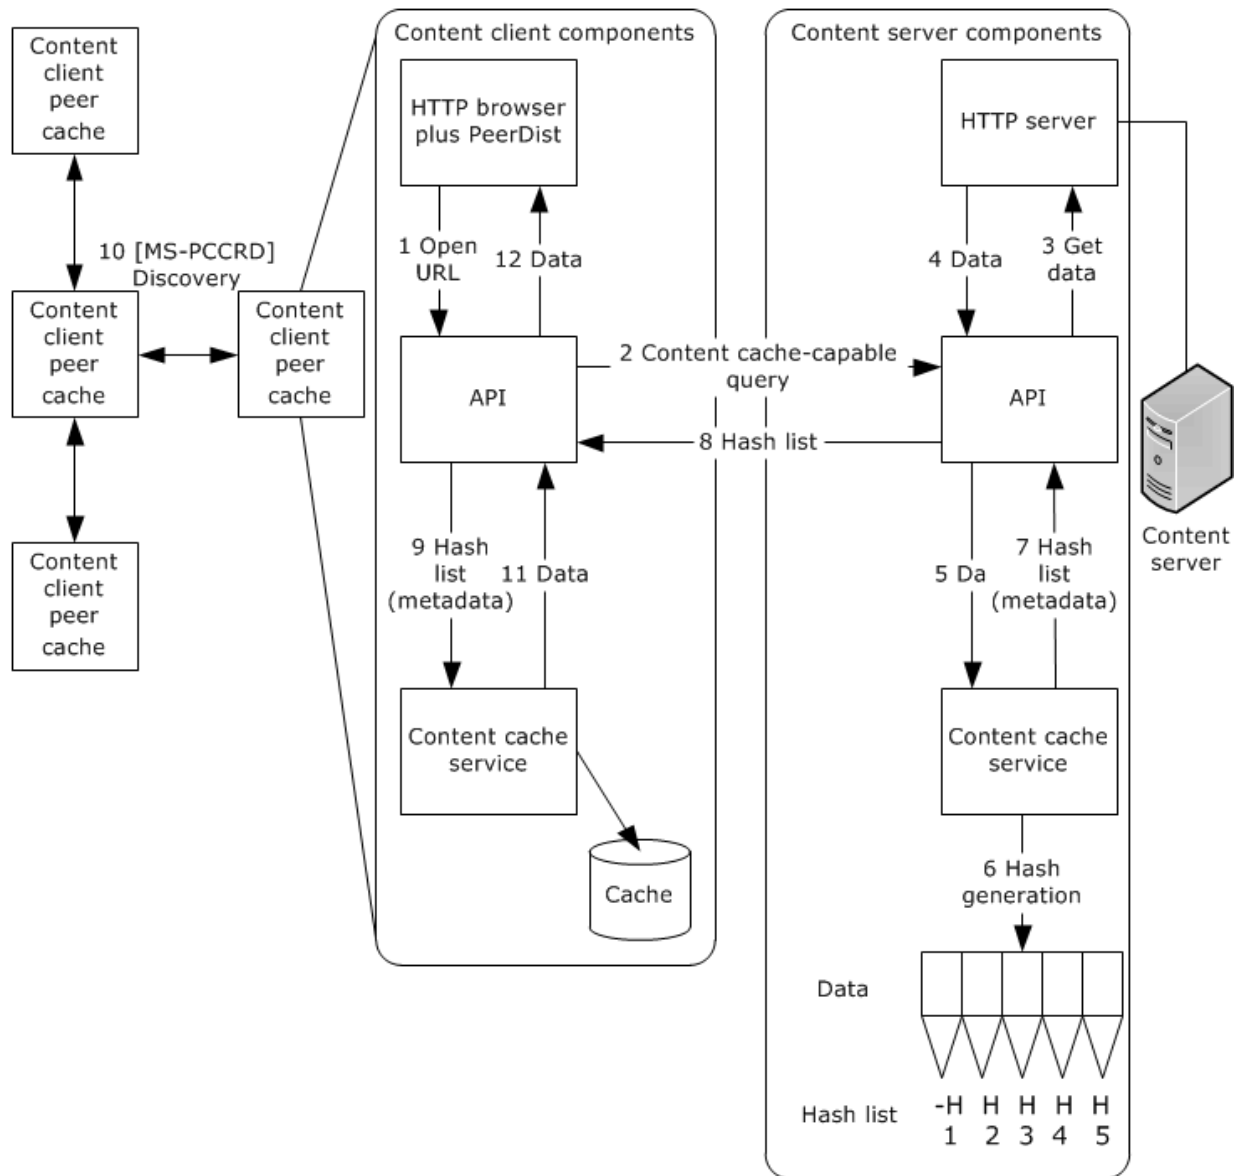 Content
client
peer
cache
10 [MS-PCCRD]
Discovery
Content
client
peer
cache
Content
client
peer
cache
Content
client
peer
cache
Content client components
HTTP browser
plus PeerDist
1 Open
URL
12 Data
API
9 Hash
list
(metadata)
11 Data
Content cache
service
Cache
2 Content cache-capable
query
8 Hash list
Content server components
HTTP server
4 Data
3 Get
data
API
5 Da
7 Hash
list
(metadata)
Content cache
service
6 Hash
generation
Data
Hash list
-H H H H H
1 2 3 4 5
Content
server